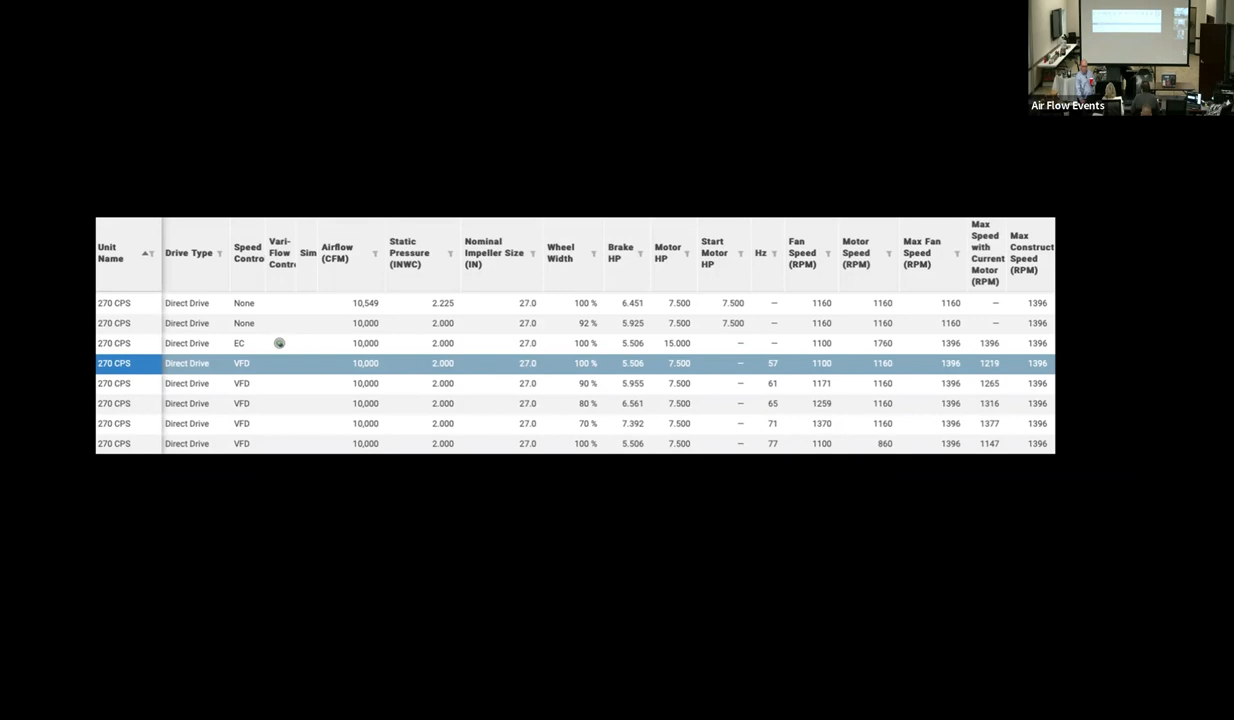 Air Flow Events
Unit Name Drive Type Speed Contro Vari-Flow Contr Sim Airflow (CFM) Static Pressure (INWC) Nominal Impeller Size (IN) Wheel Width Brake HP Motor HP Start Motor HP Hz Fan Speed (RPM) Motor Speed (RPM) Max Fan Speed (RPM) Max Speed with Current Motor (RPM) Max Construct Speed (RPM)
270 CPS Direct Drive None 10,549 2.225 27.0 100 % 6.451 7.500 7.500 — 1160 1160 1160 — 1396
270 CPS Direct Drive None 10,000 2.000 27.0 92 % 5.925 7.500 7.500 — 1160 1160 1160 — 1396
270 CPS Direct Drive EC 10,000 2.000 27.0 100 % 5.506 15.000 — — 1100 1760 1396 1396 1396
270 CPS Direct Drive VFD 10,000 2.000 27.0 100 % 5.506 7.500 — 57 1100 1160 1396 1219 1396
270 CPS Direct Drive VFD 10,000 2.000 27.0 90 % 5.955 7.500 — 61 1171 1160 1396 1265 1396
270 CPS Direct Drive VFD 10,000 2.000 27.0 80 % 6.561 7.500 — 65 1259 1160 1396 1316 1396
270 CPS Direct Drive VFD 10,000 2.000 27.0 70 % 7.392 7.500 — 71 1370 1160 1396 1377 1396
270 CPS Direct Drive VFD 10,000 2.000 27.0 100 % 5.506 7.500 — 77 1100 860 1396 1147 1396